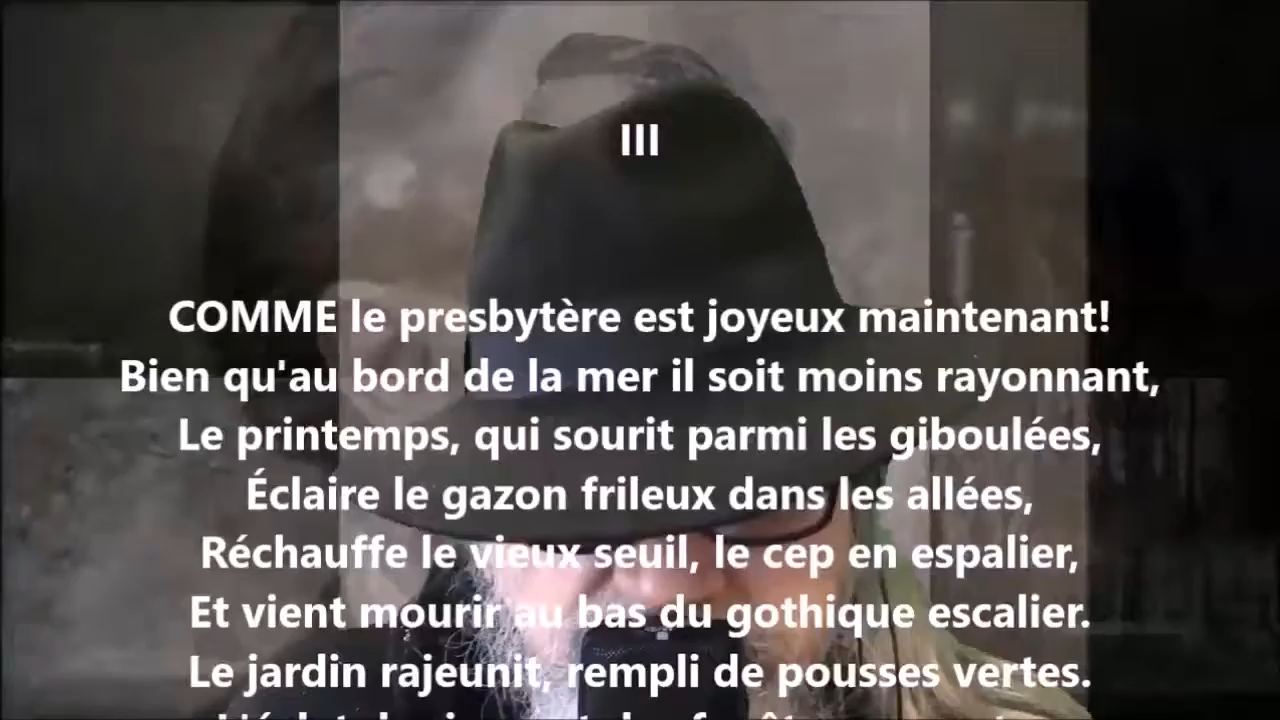 III
COMME le presbytère est joyeux maintenant!
Bien qu'au bord de la mer il soit moins rayonnant,
Le printemps, qui sourit parmi les giboulées,
Éclaire le gazon frileux dans les allées,
Réchauffe le vieux seuil, le cep en espalier,
Et vient mourir au bas du gothique escalier.
Le jardin rajeunit, rempli de pousses vertes.